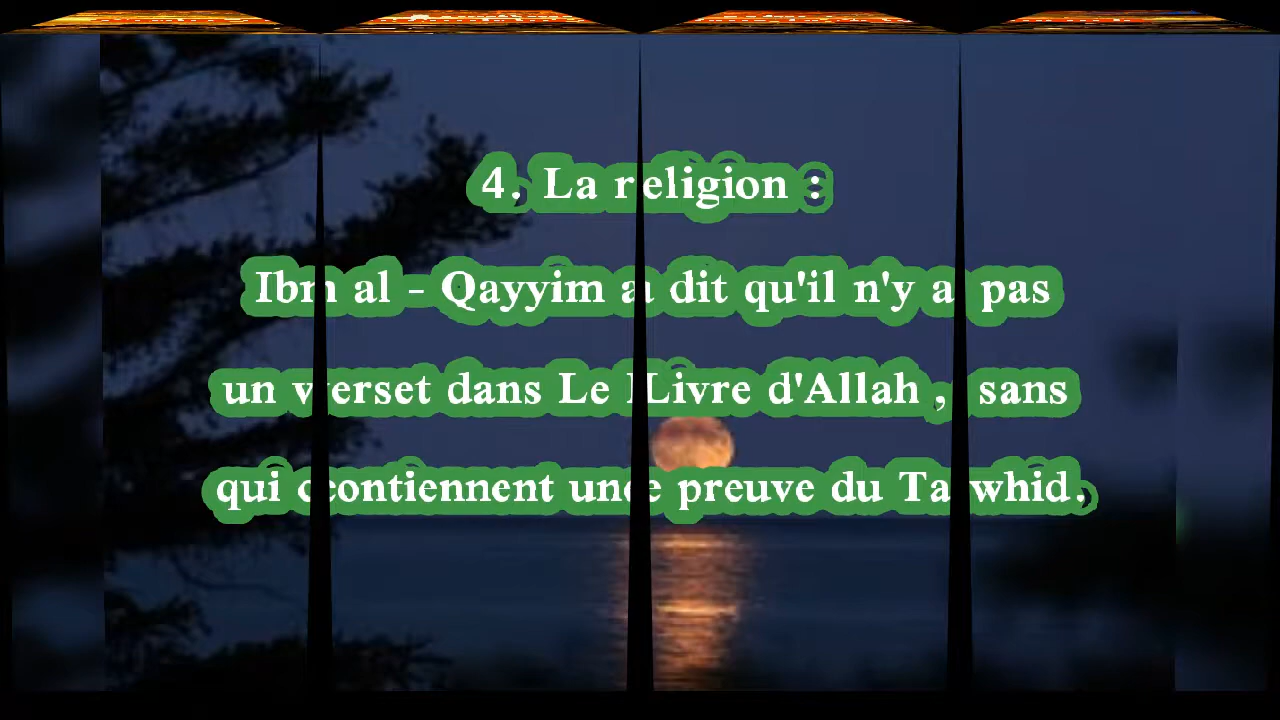 4. La religion :
Ibn al - Qayyim a dit qu'il n'y a pas
un verset dans Le Livre d'Allah , sans
qui contiennent une preuve du Tawhid.